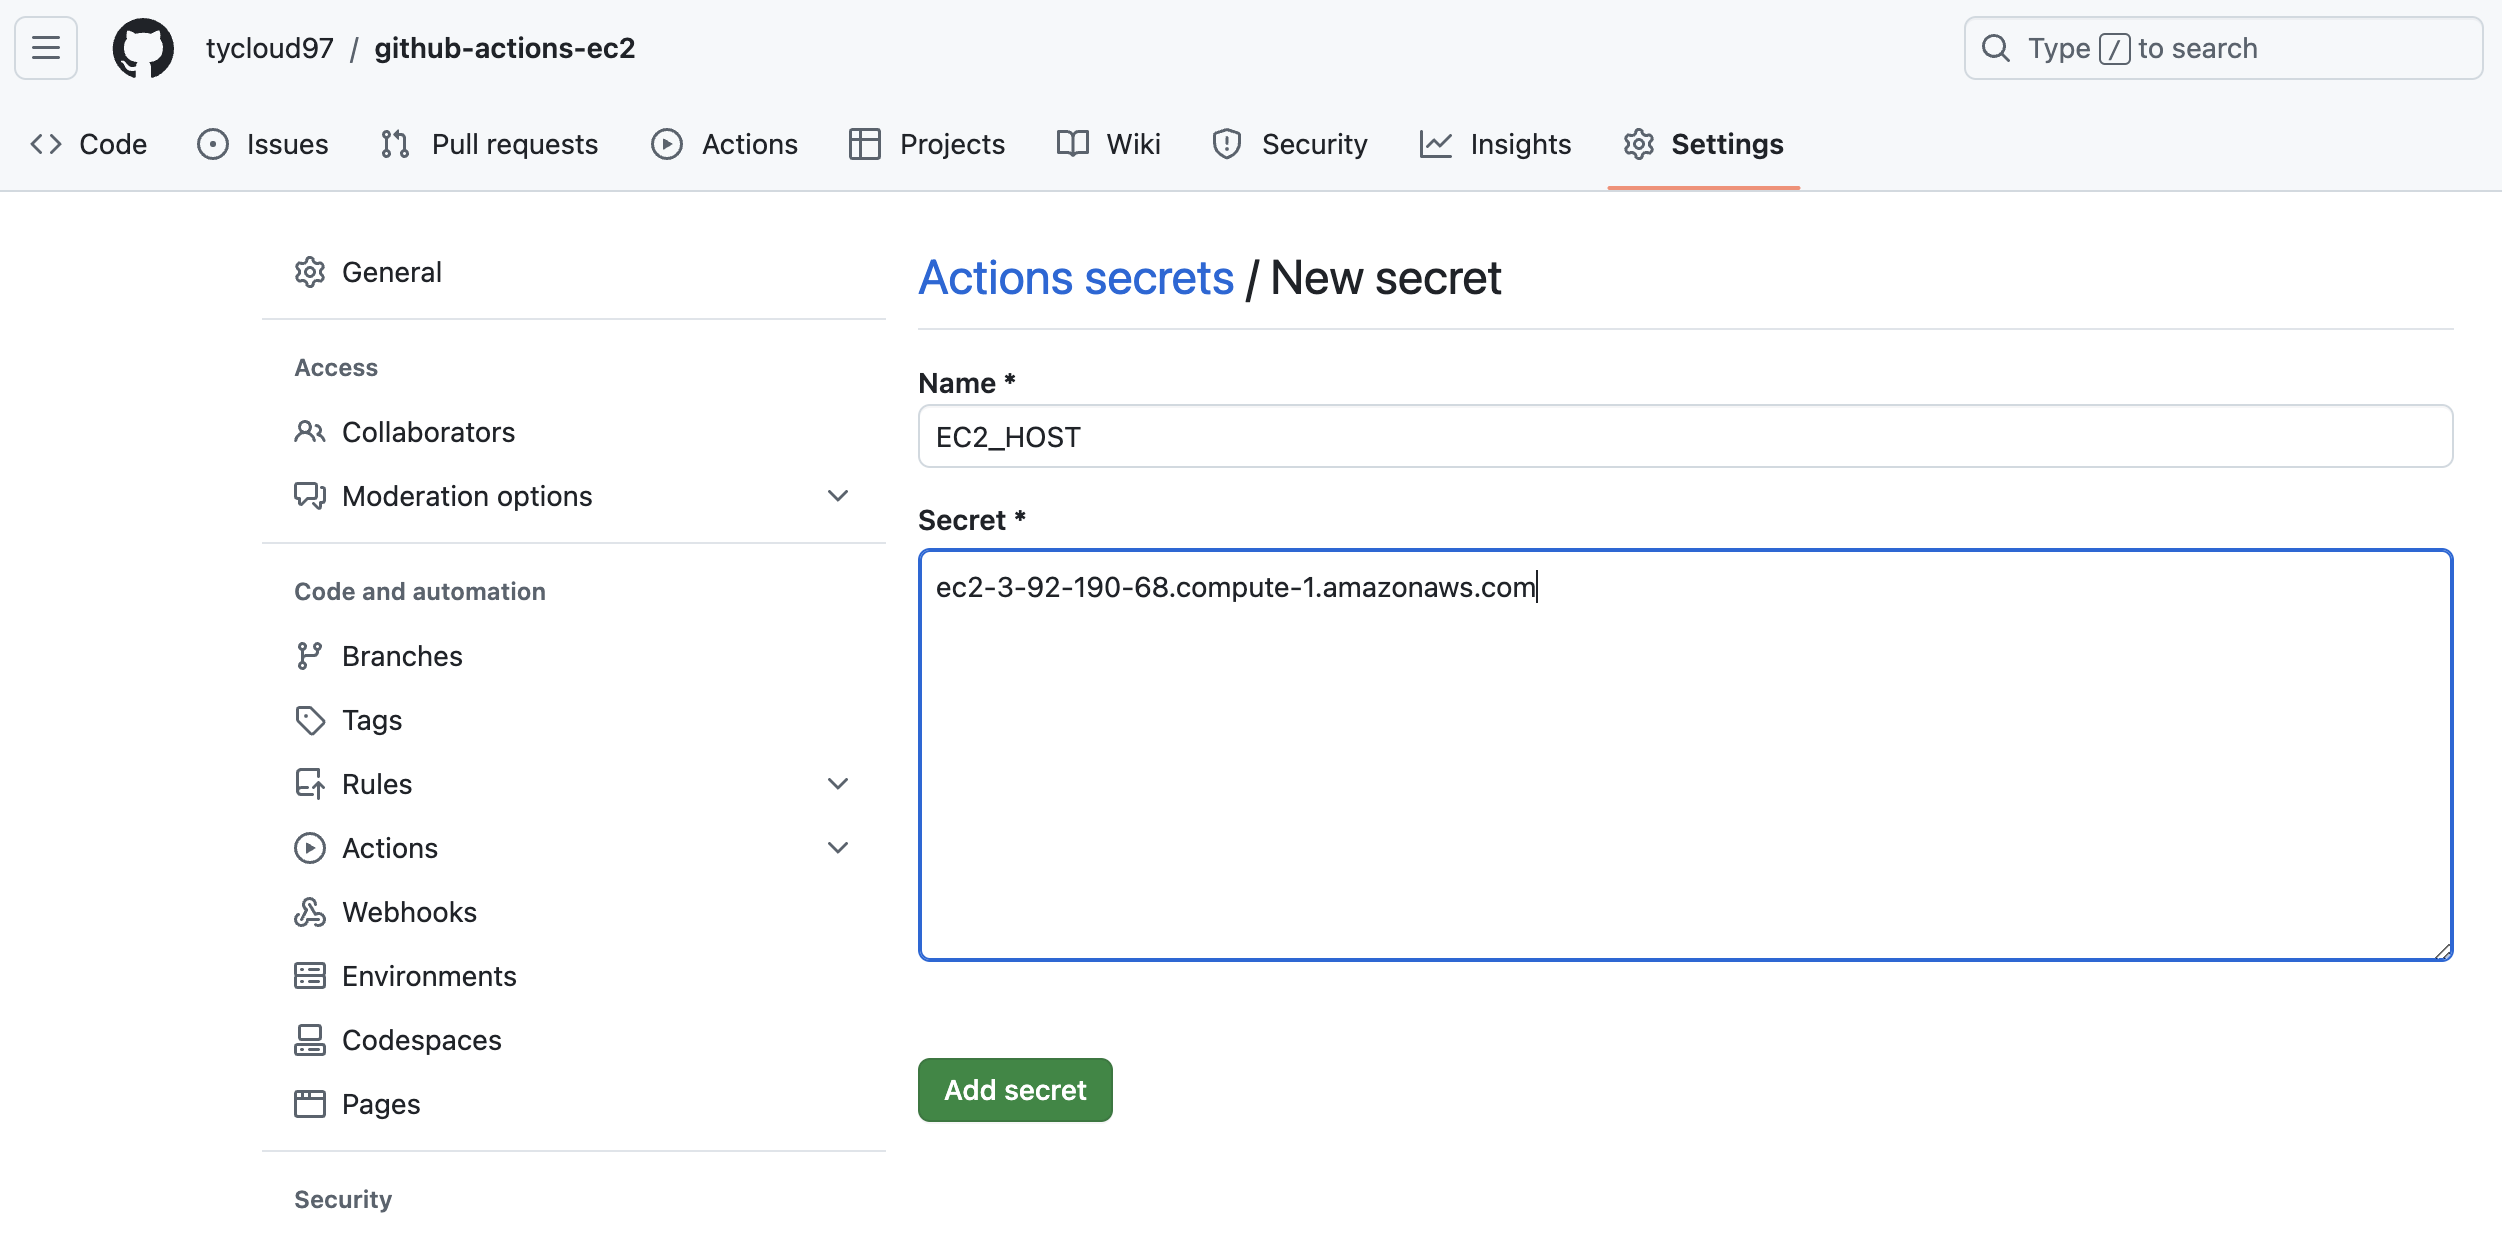 tycloud97 / github-actions-ec2
Type / to search
Code Issues Pull requests Actions Projects Wiki Security Insights Settings
General
Access
Collaborators
Moderation options
Code and automation
Branches
Tags
Rules
Actions
Webhooks
Environments
Codespaces
Pages
Security
Actions secrets / New secret
Name *
EC2_HOST
Secret *
ec2-3-92-190-68.compute-1.amazonaws.com
Add secret